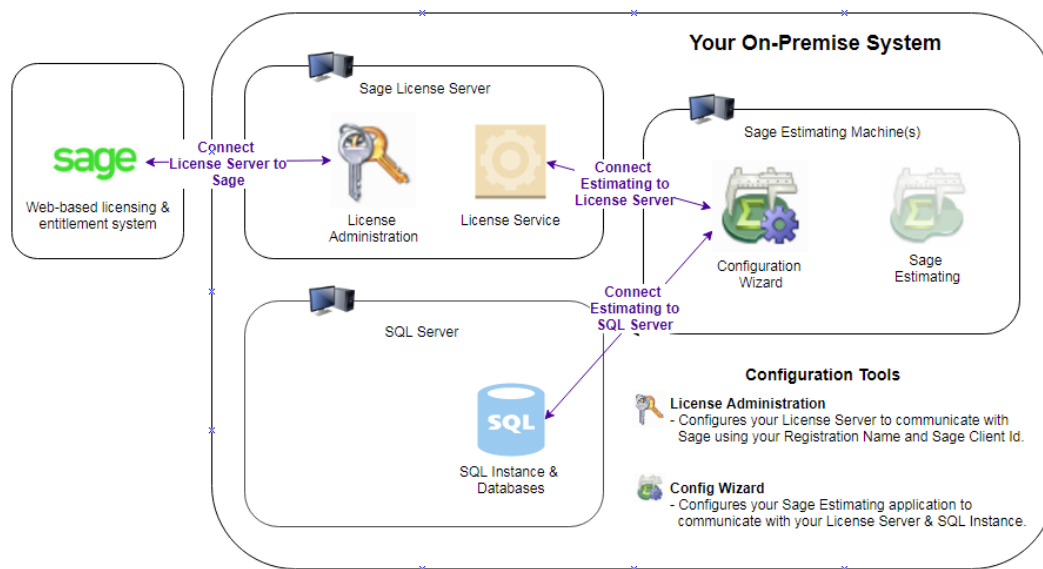 Your On-Premise System
Sage License Server
Sage Estimating Machine(s)
sage
Web-based licensing &
entitlement system
Connect
License Server to
Sage
License
Administration
License Service
Connect
Estimating to
License Server
Configuration
Wizard
Sage
Estimating
Connect
Estimating to
SQL Server
SQL Server
SQL
SQL Instance &
Databases
Configuration Tools
License Administration
- Configures your License Server to communicate with
Sage using your Registration Name and Sage Client Id.
Config Wizard
- Configures your Sage Estimating application to
communicate with your License Server & SQL Instance.